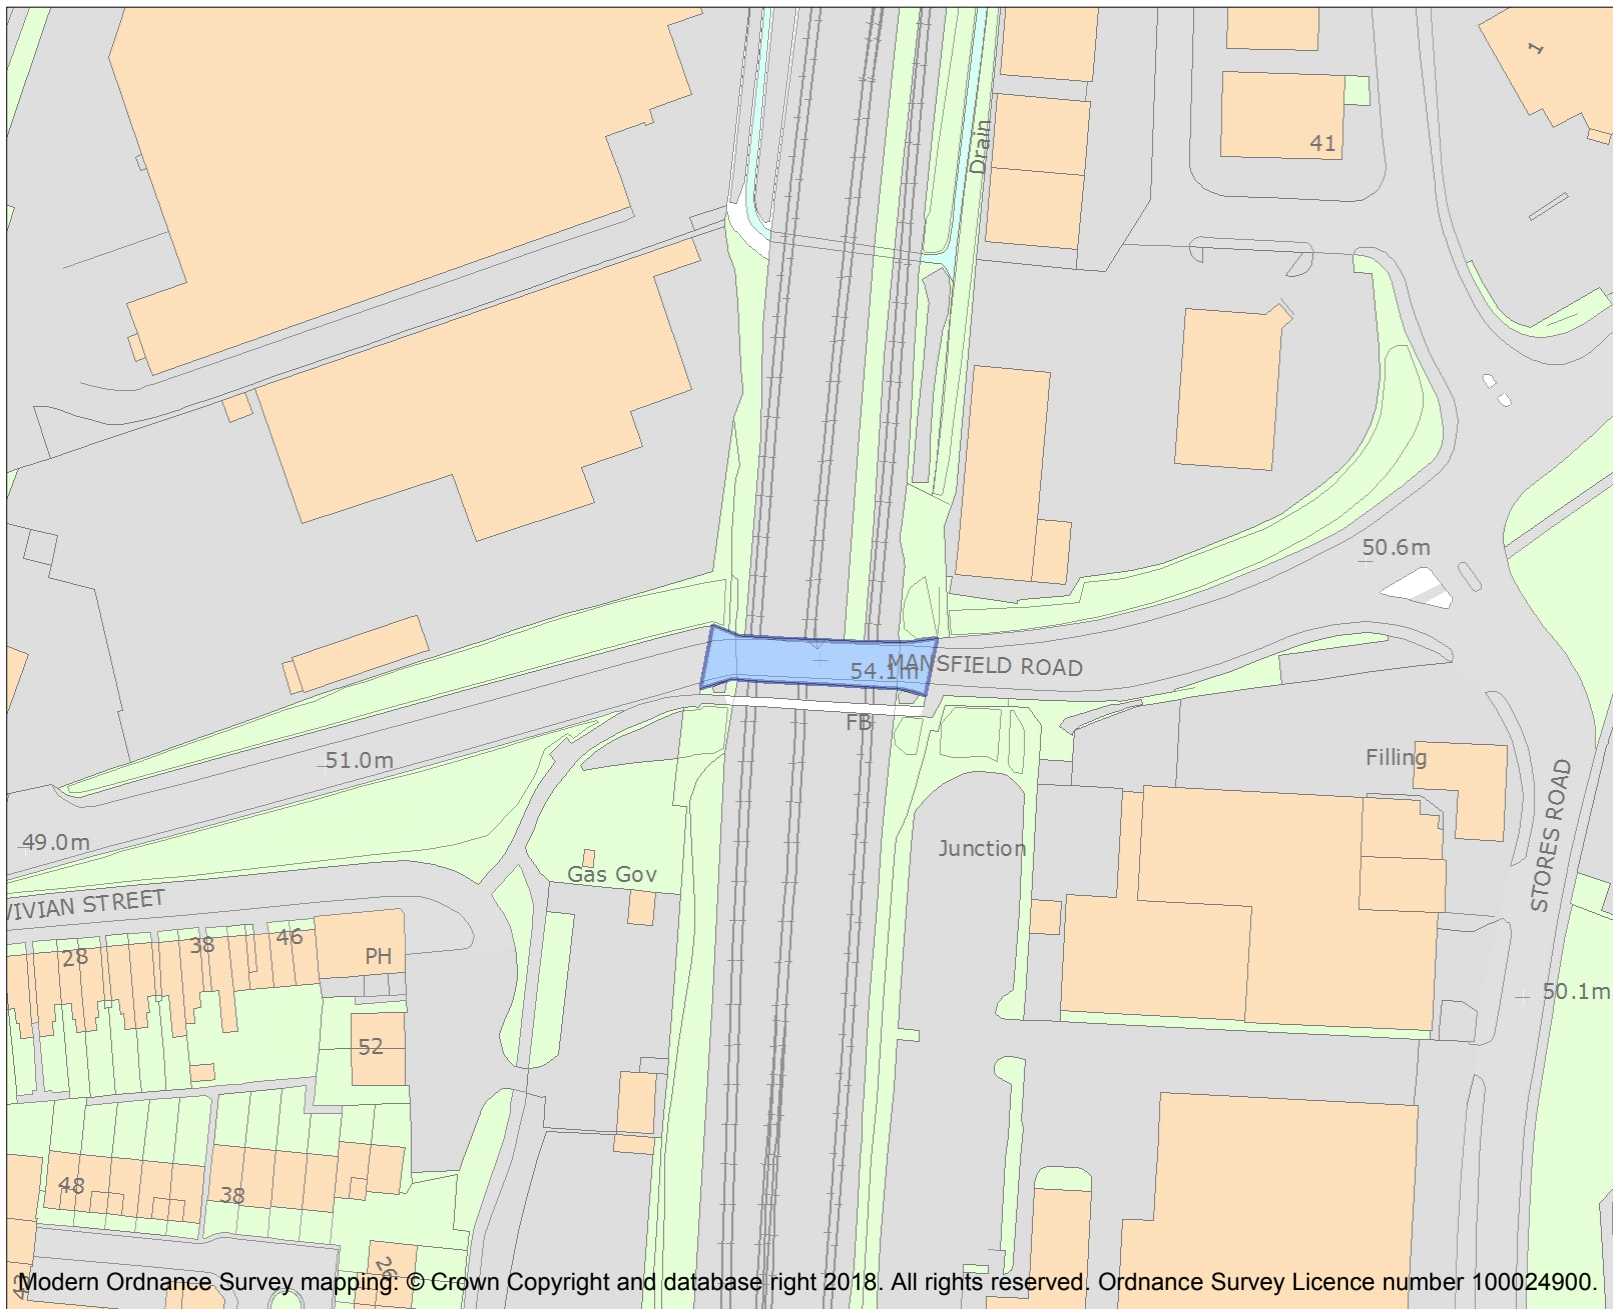 1
41
Drain
50.6m
MANSFIELD ROAD
54.1m
FB
51.0m
Filling
STORES ROAD
49.0m
Junction
Gas Gov
VIVIAN STREET
28
38
46
PH
50.1m
52
48
38
26
Modern Ordnance Survey mapping: © Crown Copyright and database right 2018. All rights reserved. Ordnance Survey Licence number 100024900.